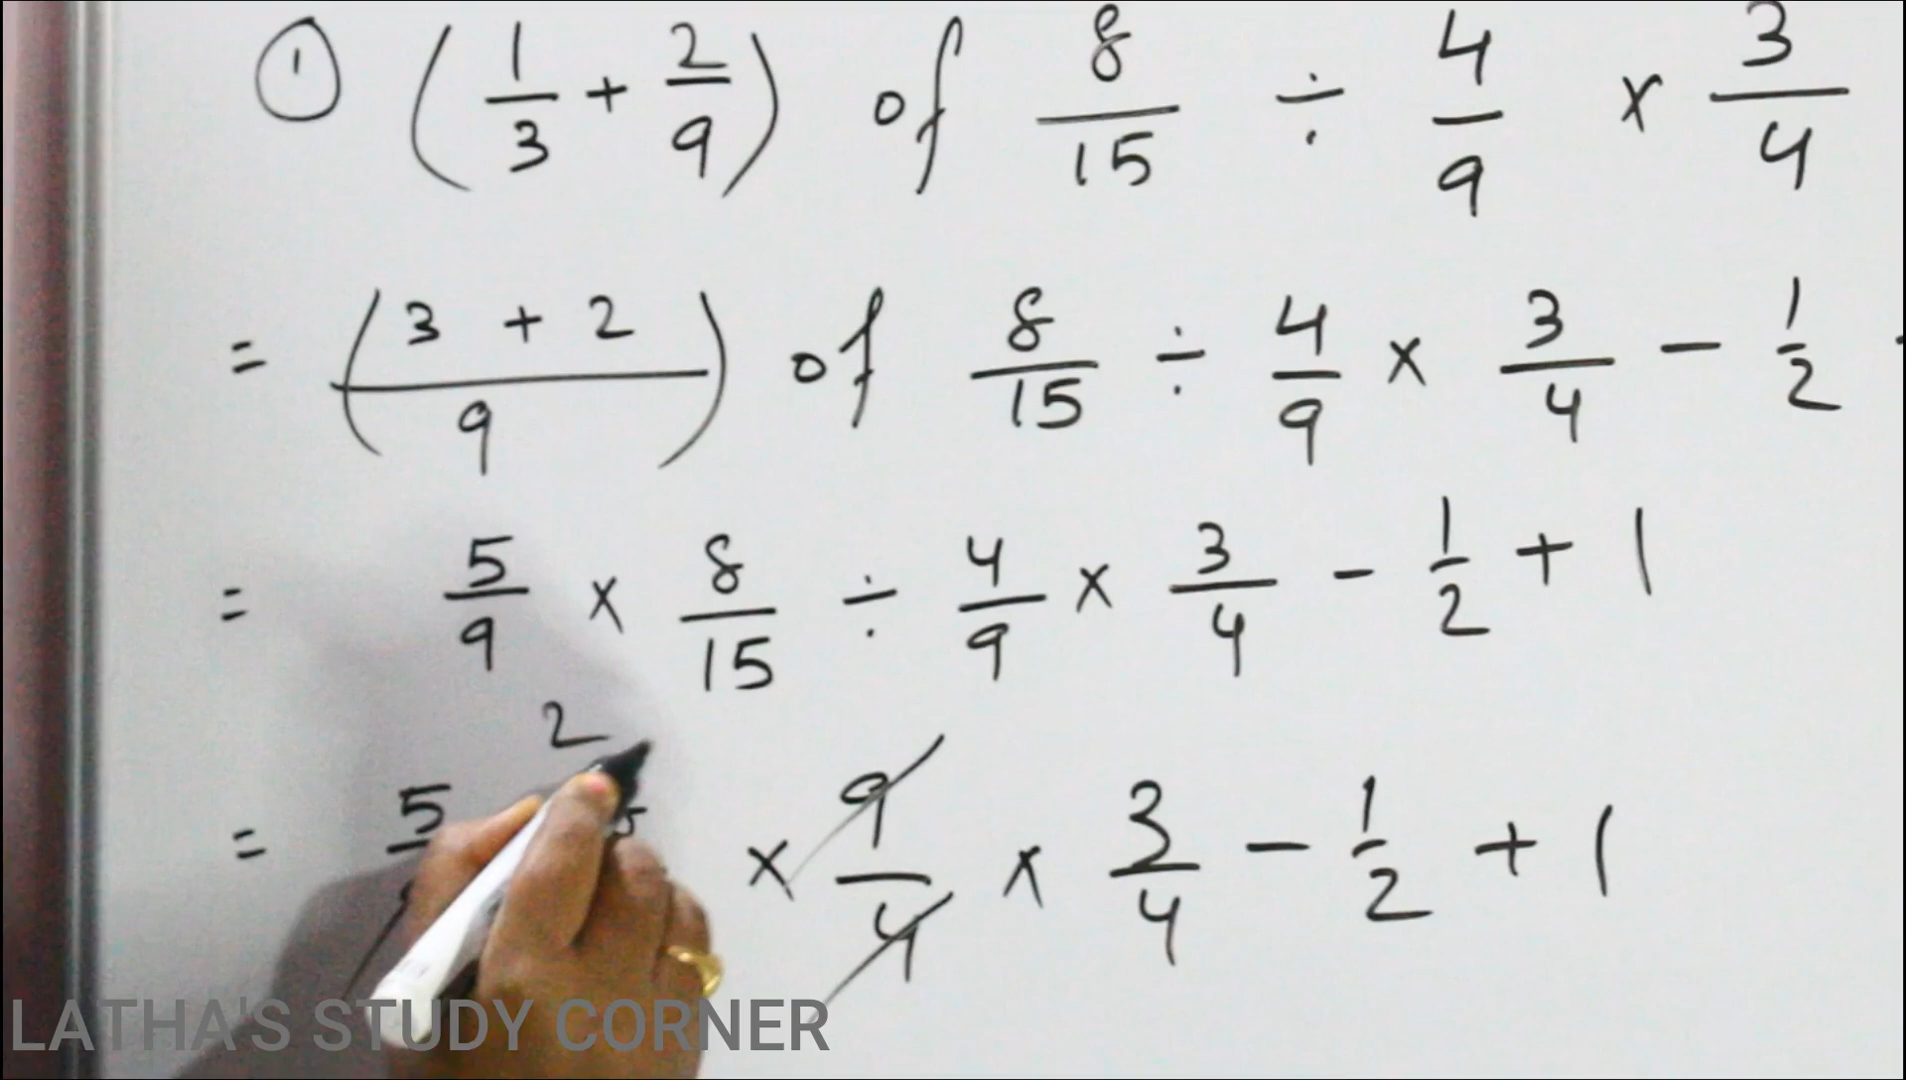 ① (1/3 + 2/9) of 8/15 ÷ 4/9 × 3/4
= (3 + 2 / 9) of 8/15 ÷ 4/9 × 3/4 - 1/2
= 5/9 × 8/15 ÷ 4/9 × 3/4 - 1/2 + 1
2
= 5 5 × 9/4 × 3/4 - 1/2 + 1
LATHA'S STUDY CORNER